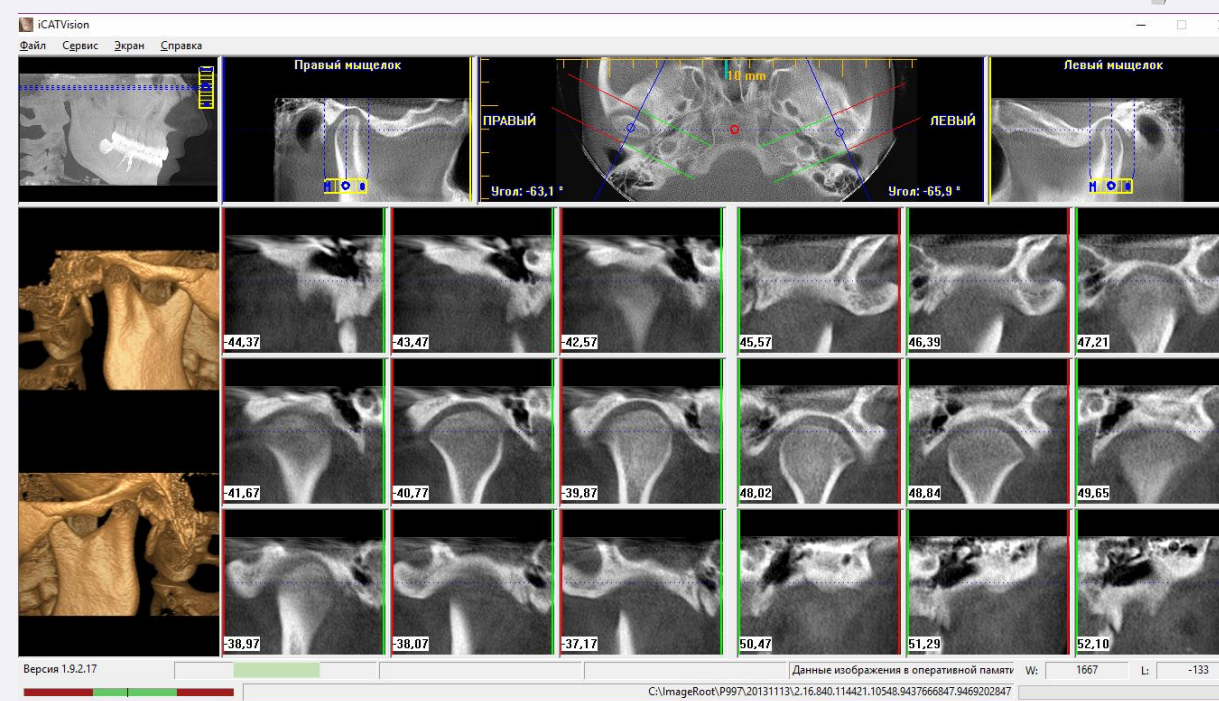 iCATVision
Файл Сервис Экран Справка
Правый мыщелок
10 mm
Левый мыщелок
ПРАВЫЙ
ЛЕВЫЙ
Угол: -63,1 °
Угол: -65,9 °
-44,37 -43,47 -42,57 45,57 46,39 47,21
-41,67 -40,77 -39,87 48,02 48,84 49,65
-38,97 -38,07 -37,17 50,47 51,29 52,10
Версия 1.9.2.17 Данные изображения в оперативной памяти W: 1667 L: -133
C:\ImageRoot\P997\20131113\2.16.840.114421.10548.9437666847.9469202847